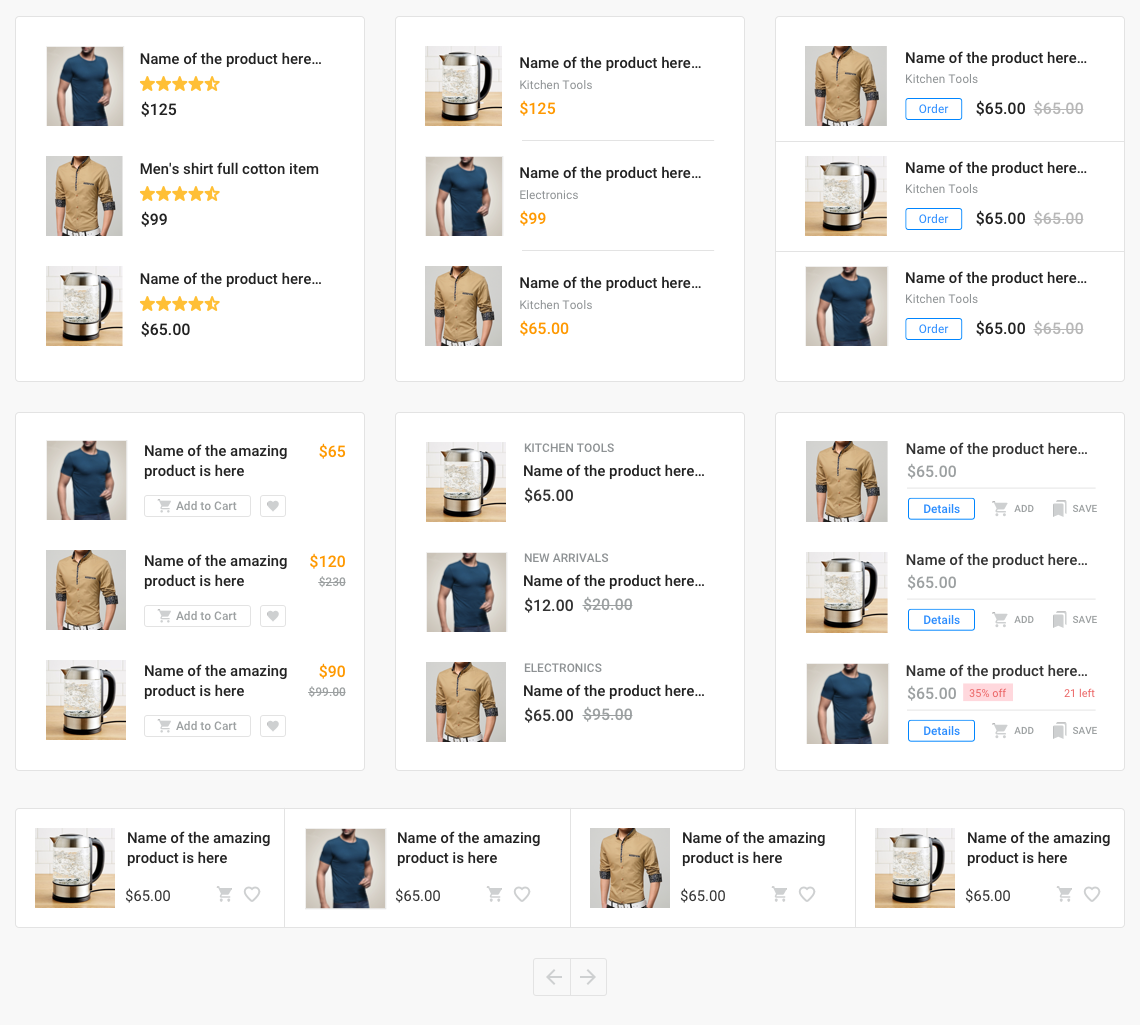 Name of the product here...
$125
Men's shirt full cotton item
$99
Name of the product here...
$65.00
Name of the product here...
Kitchen Tools
$125
Name of the product here...
Electronics
$99
Name of the product here...
Kitchen Tools
$65.00
Name of the product here...
Kitchen Tools
Order $65.00 $65.00
Name of the product here...
Kitchen Tools
Order $65.00 $65.00
Name of the product here...
Kitchen Tools
Order $65.00 $65.00
Name of the amazing $65
product is here
Add to Cart
Name of the amazing $120
product is here $230
Add to Cart
Name of the amazing $90
product is here $99.00
Add to Cart
KITCHEN TOOLS
Name of the product here...
$65.00
NEW ARRIVALS
Name of the product here...
$12.00 $20.00
ELECTRONICS
Name of the product here...
$65.00 $95.00
Name of the product here...
$65.00
Details ADD SAVE
Name of the product here...
$65.00
Details ADD SAVE
Name of the product here...
$65.00 35% off 21 left
Details ADD SAVE
Name of the amazing
product is here
$65.00
Name of the amazing
product is here
$65.00
Name of the amazing
product is here
$65.00
Name of the amazing
product is here
$65.00